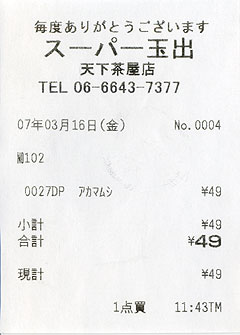 毎度ありがとうございます
スーパー玉出
天下茶屋店
TEL 06-6643-7377
07年03月16日(金) No.0004
102
0027DP アカマムシ ¥49
小計 ¥49
合計 ¥49
現計 ¥49
1点買 11:43TM